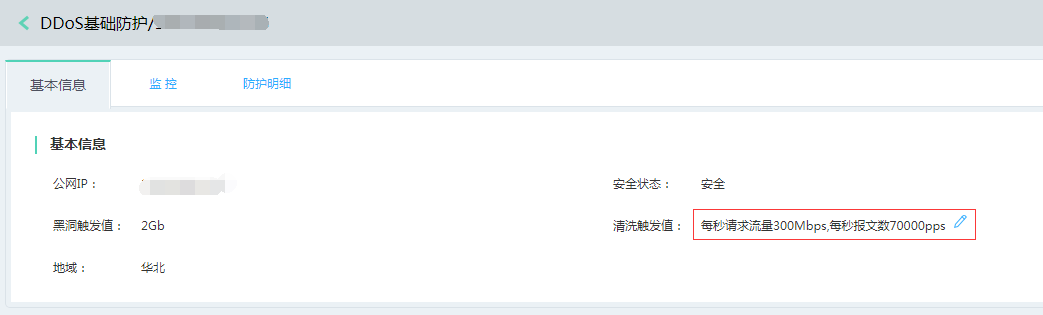 DDoS基础防护/
基本信息
监 控
防护明细
基本信息
公网IP：
安全状态： 安全
黑洞触发值： 2Gb
清洗触发值： 每秒请求流量300Mbps,每秒报文数70000pps
地域： 华北